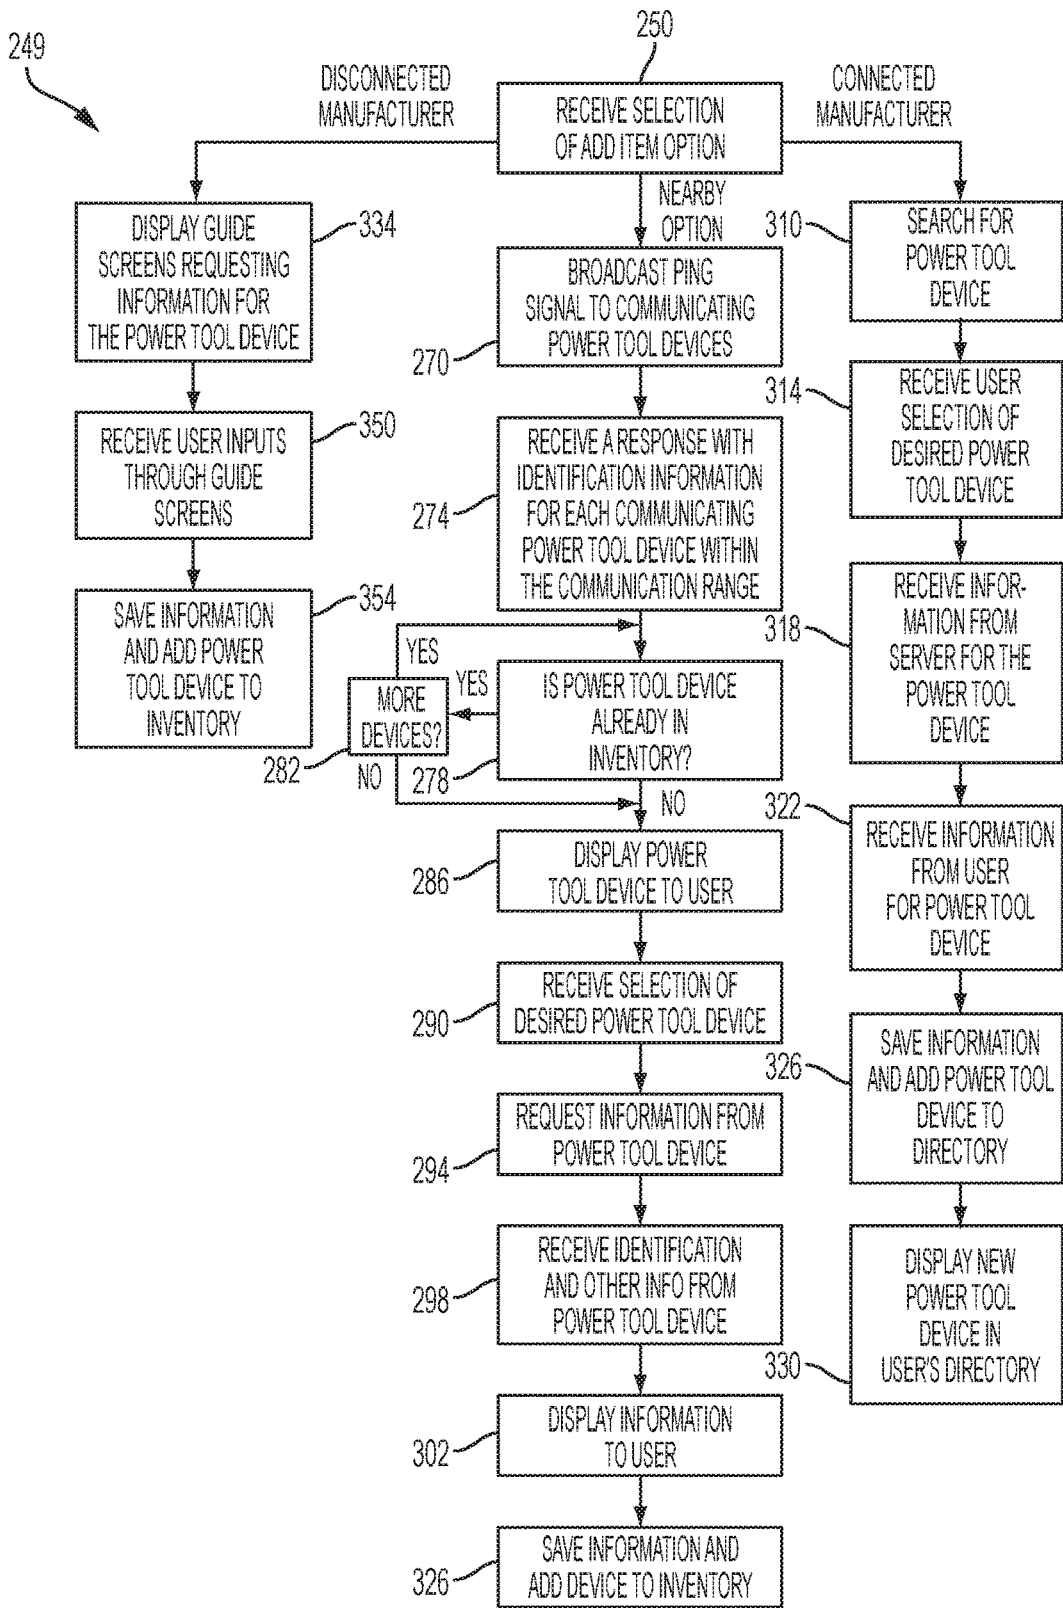 249
250
DISCONNECTED
MANUFACTURER
RECEIVE SELECTION
OF ADD ITEM OPTION
CONNECTED
MANUFACTURER
NEARBY
OPTION
DISPLAY GUIDE
SCREENS REQUESTING
INFORMATION FOR
THE POWER TOOL DEVICE
334
RECEIVE USER INPUTS
THROUGH GUIDE
SCREENS
350
SAVE INFORMATION
AND ADD POWER
TOOL DEVICE TO
INVENTORY
354
BROADCAST PING
SIGNAL TO COMMUNICATING
POWER TOOL DEVICES
270
RECEIVE A RESPONSE WITH
IDENTIFICATION INFORMATION
FOR EACH COMMUNICATING
POWER TOOL DEVICE WITHIN
THE COMMUNICATION RANGE
274
YES
YES
MORE
DEVICES?
282
NO
IS POWER TOOL DEVICE
ALREADY IN
INVENTORY?
278
NO
DISPLAY POWER
TOOL DEVICE TO USER
286
RECEIVE SELECTION OF
DESIRED POWER TOOL DEVICE
290
REQUEST INFORMATION FROM
POWER TOOL DEVICE
294
RECEIVE IDENTIFICATION
AND OTHER INFO FROM
POWER TOOL DEVICE
298
DISPLAY INFORMATION
TO USER
302
SAVE INFORMATION AND
ADD DEVICE TO INVENTORY
326
310
SEARCH FOR
POWER TOOL
DEVICE
314
RECEIVE USER
SELECTION OF
DESIRED POWER
TOOL DEVICE
318
RECEIVE INFOR-
MATION FROM
SERVER FOR THE
POWER TOOL
DEVICE
322
RECEIVE INFORMATION
FROM USER
FOR POWER TOOL
DEVICE
326
SAVE INFORMATION
AND ADD POWER TOOL
DEVICE TO
DIRECTORY
330
DISPLAY NEW
POWER TOOL
DEVICE IN
USER'S DIRECTORY